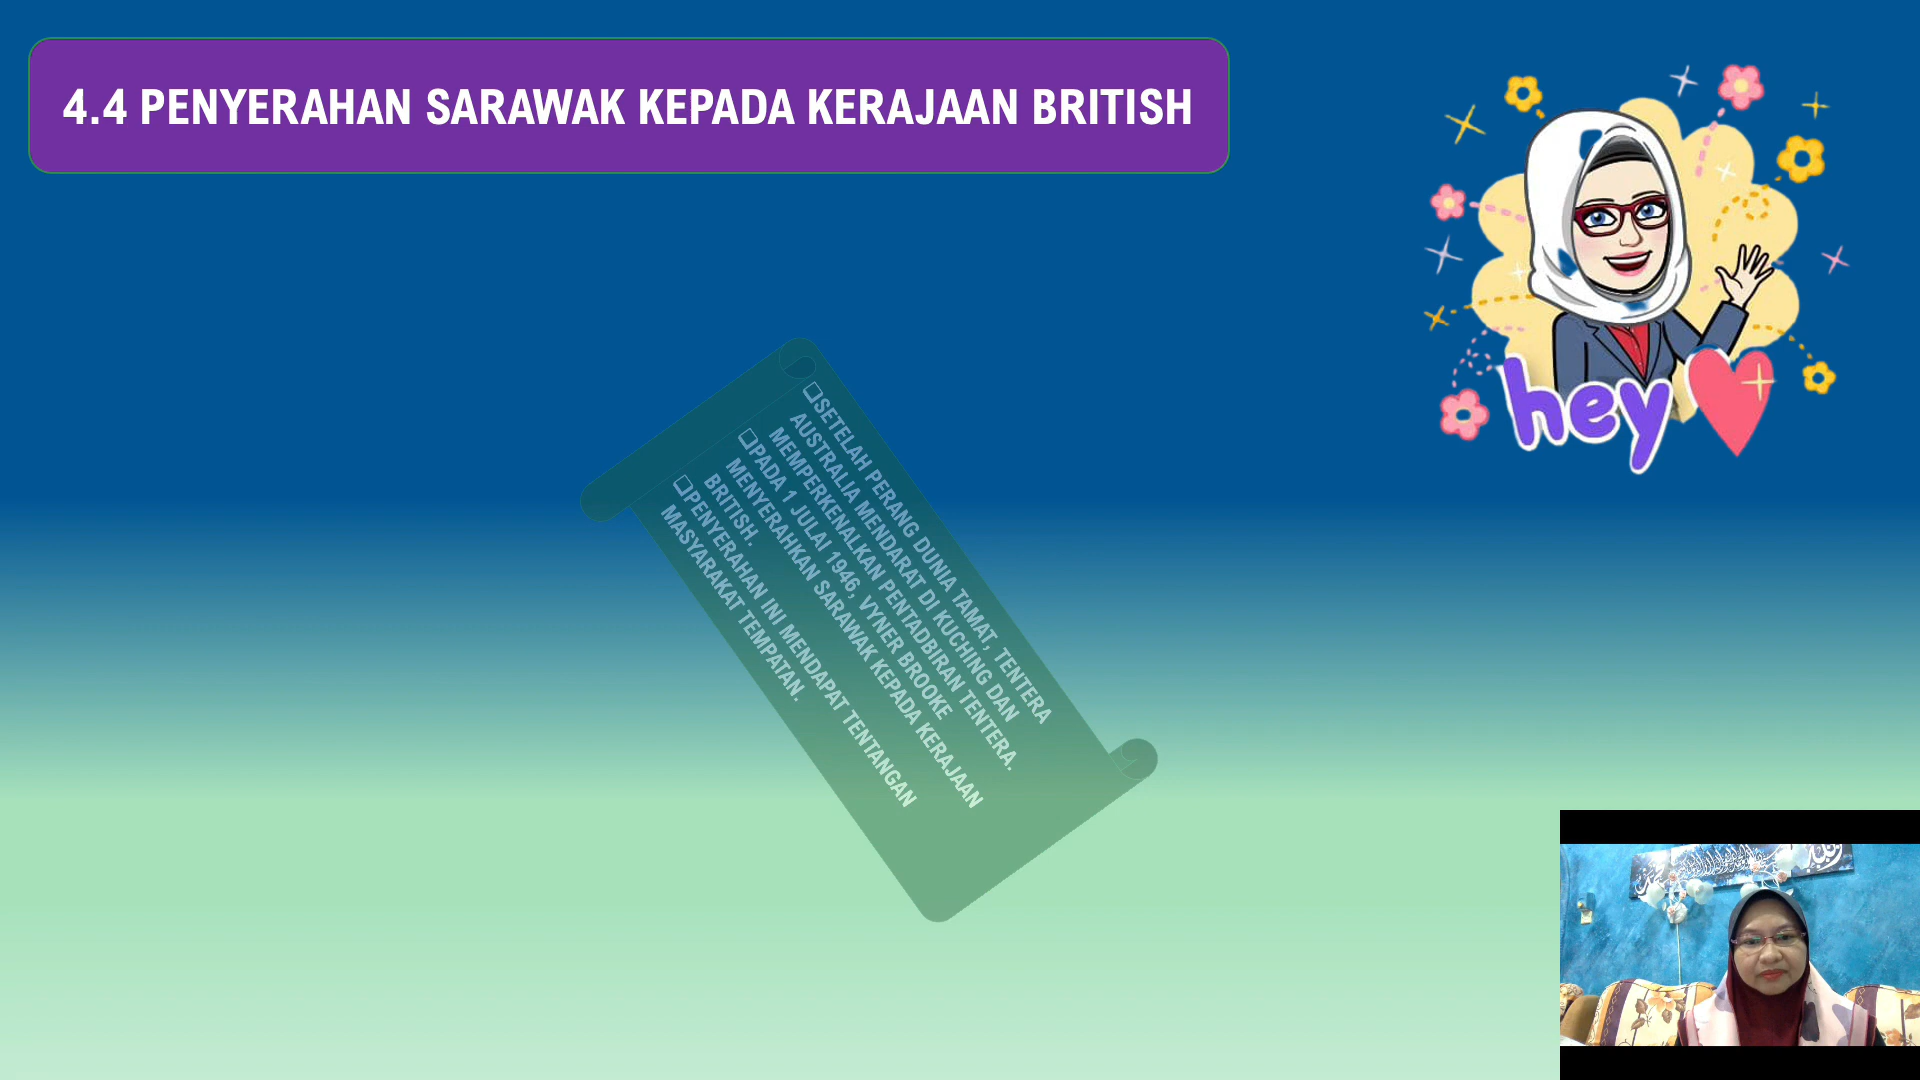 4.4 PENYERAHAN SARAWAK KEPADA KERAJAAN BRITISH
hey
❑SETELAH PERANG DUNIA TAMAT, TENTERA
AUSTRALIA MENDARAT DI KUCHING DAN
MEMPERKENALKAN PENTADBIRAN TENTERA.
❑PADA 1 JULAI 1946, VYNER BROOKE
MENYERAHKAN SARAWAK KEPADA KERAJAAN
BRITISH.
❑PENYERAHAN INI MENDAPAT TENTANGAN
MASYARAKAT TEMPATAN.